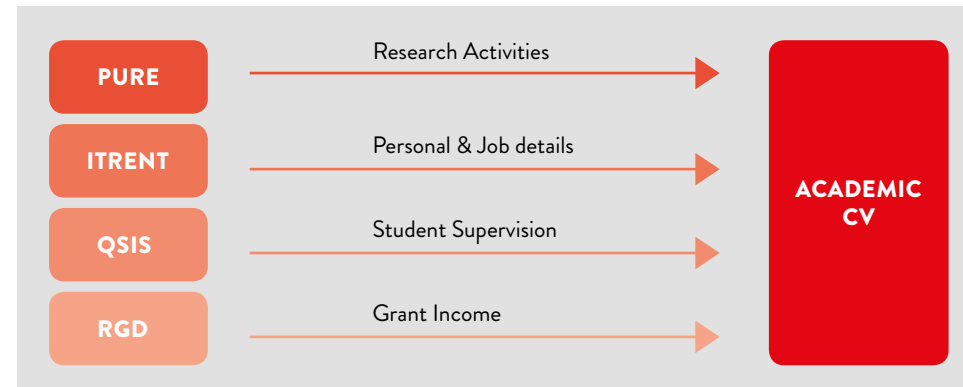 PURE
Research Activities
ITRENT
Personal & Job details
QSIS
Student Supervision
RGD
Grant Income
ACADEMIC
CV